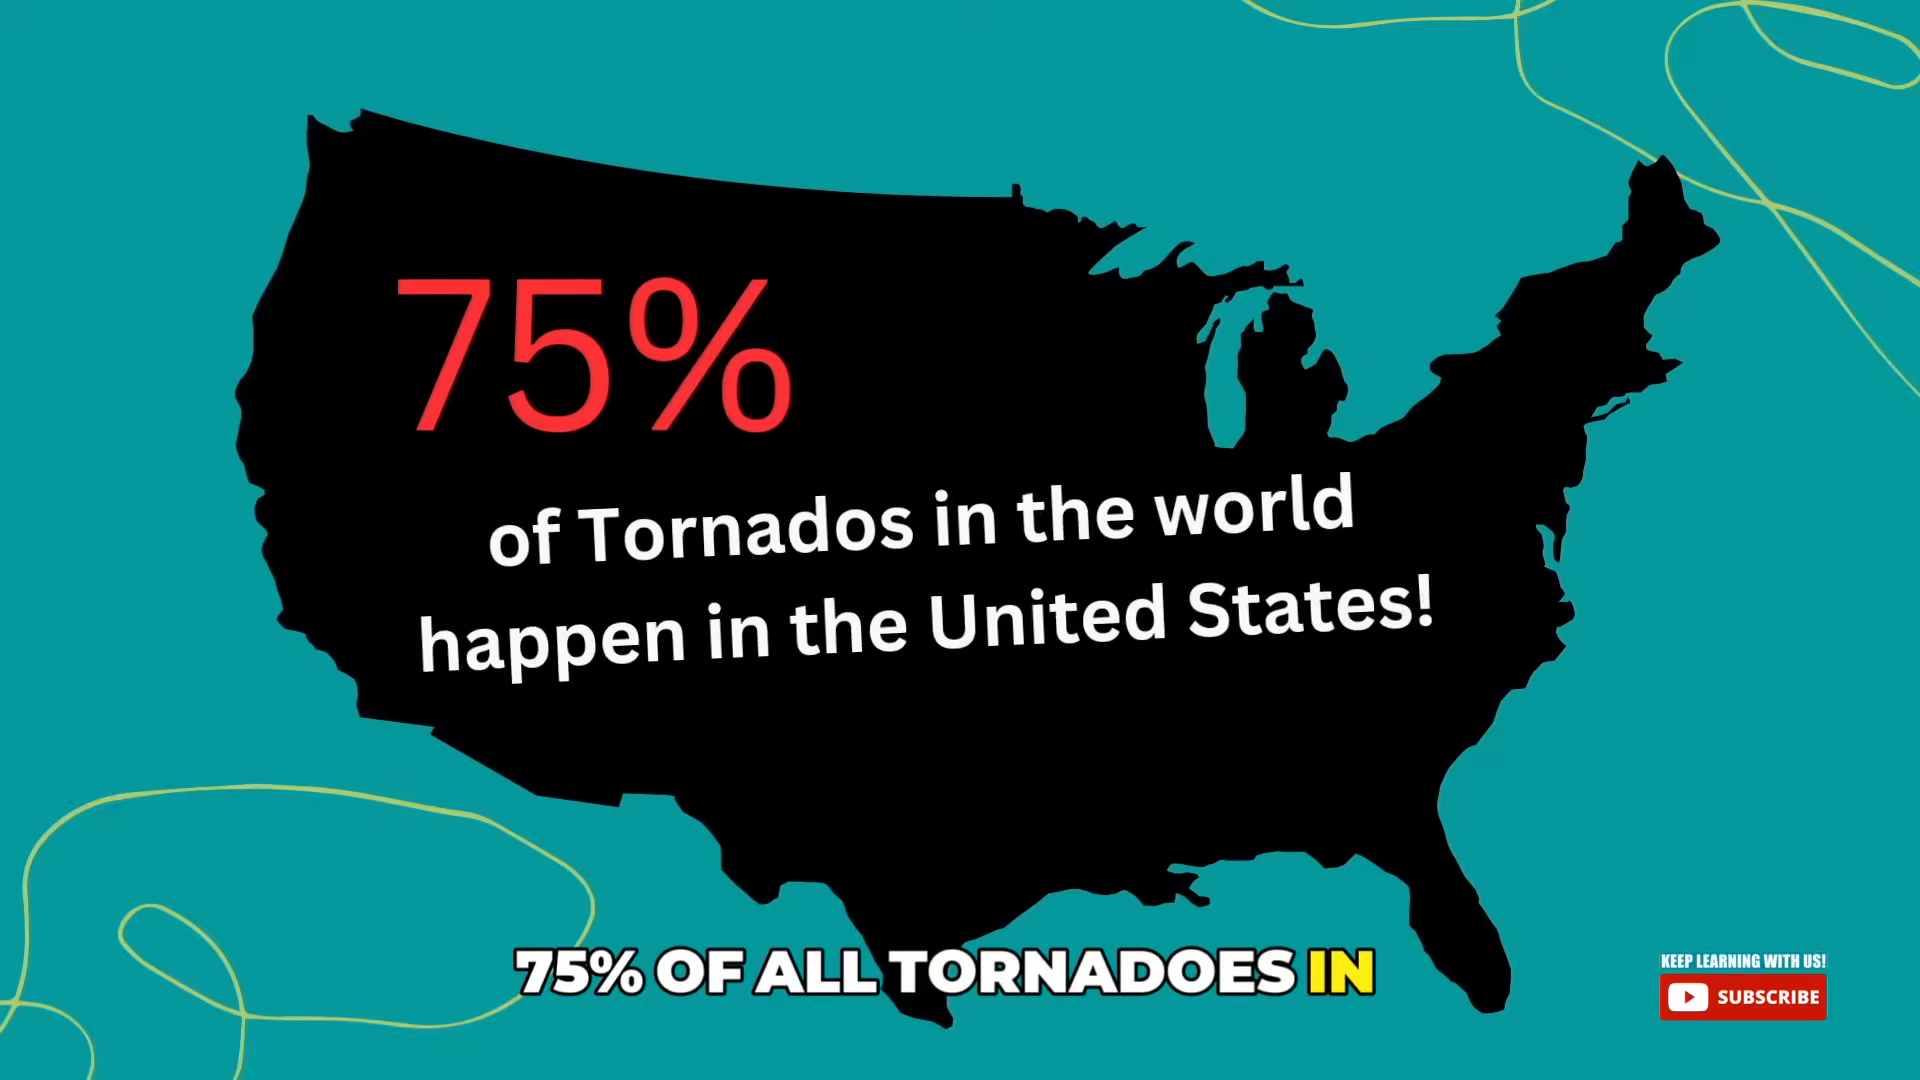 75%
of Tornados in the world
happen in the United States!
75% OF ALL TORNADOES IN
KEEP LEARNING WITH US!
SUBSCRIBE